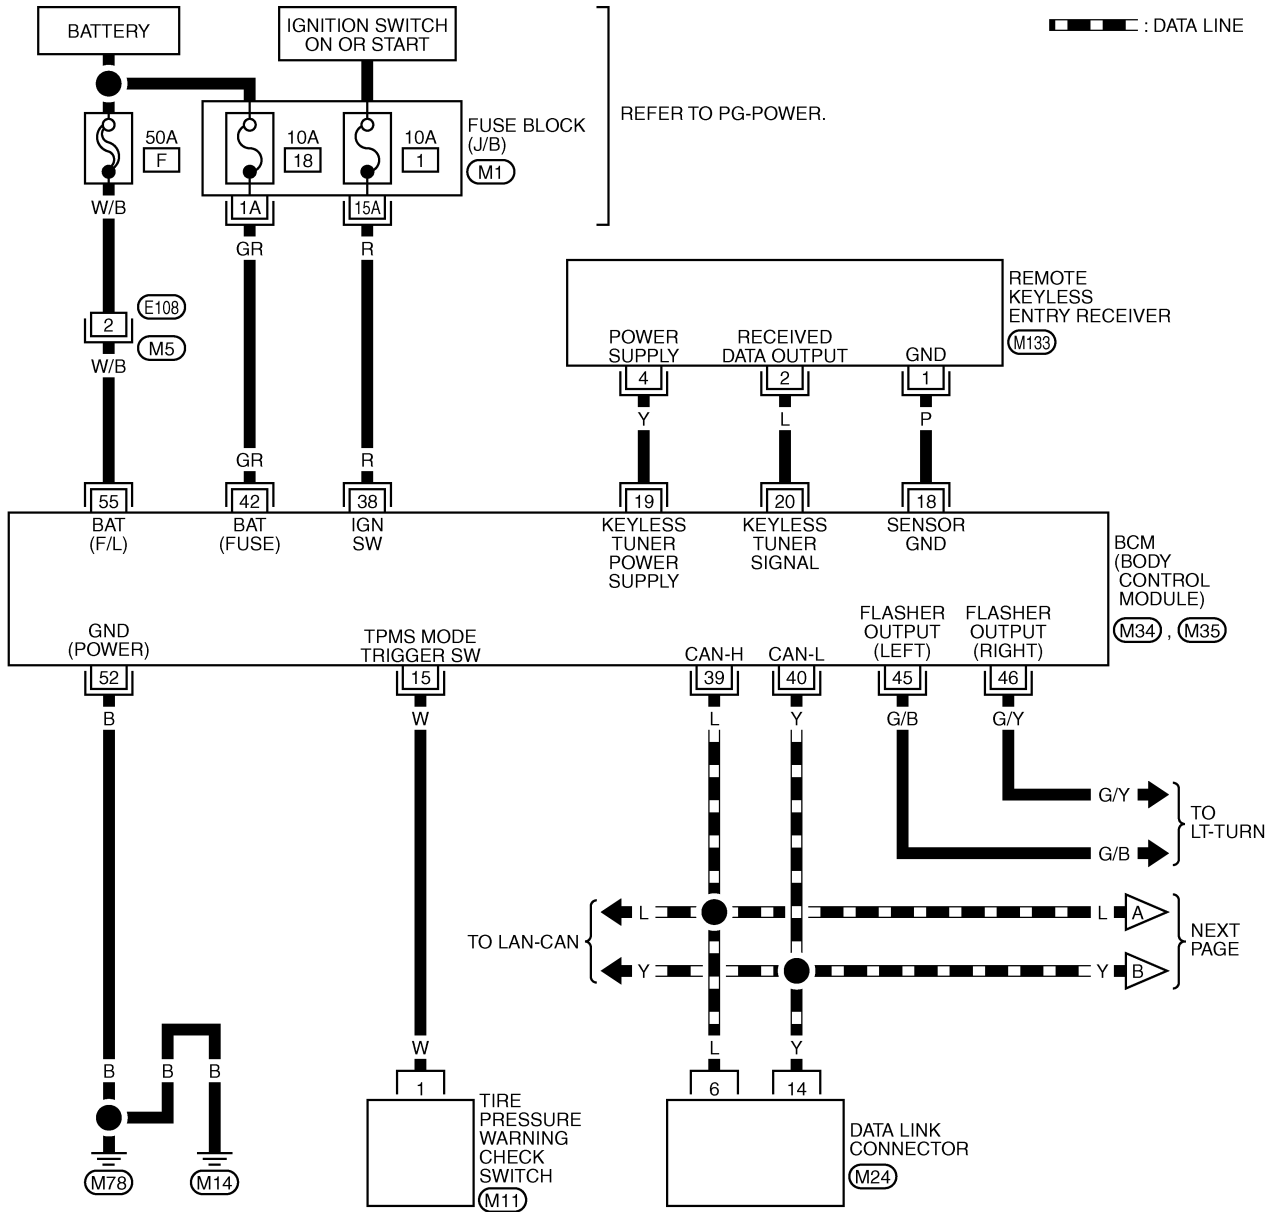 BATTERY
IGNITION SWITCH
ON OR START
: DATA LINE
50A
F
10A
18
10A
1
FUSE BLOCK
(J/B)
M1
REFER TO PG-POWER.
W/B
1A
15A
GR
R
2
E108
M5
W/B
REMOTE
KEYLESS
ENTRY RECEIVER
M133
POWER
SUPPLY
RECEIVED
DATA OUTPUT
GND
4
2
1
Y
L
P
GR
R
55
42
38
19
20
18
BAT
(F/L)
BAT
(FUSE)
IGN
SW
KEYLESS
TUNER
POWER
SUPPLY
KEYLESS
TUNER
SIGNAL
SENSOR
GND
BCM
(BODY
CONTROL
MODULE)
M34 , M35
GND
(POWER)
TPMS MODE
TRIGGER SW
CAN-H
CAN-L
FLASHER
OUTPUT
(LEFT)
FLASHER
OUTPUT
(RIGHT)
52
15
39
40
45
46
B
W
L
Y
G/B
G/Y
G/Y
G/B
TO
LT-TURN
TO LAN-CAN
L
L
A
Y
Y
B
NEXT
PAGE
B
B
B
W
L
Y
1
6
14
TIRE
PRESSURE
WARNING
CHECK
SWITCH
M11
DATA LINK
CONNECTOR
M24
M78
M14